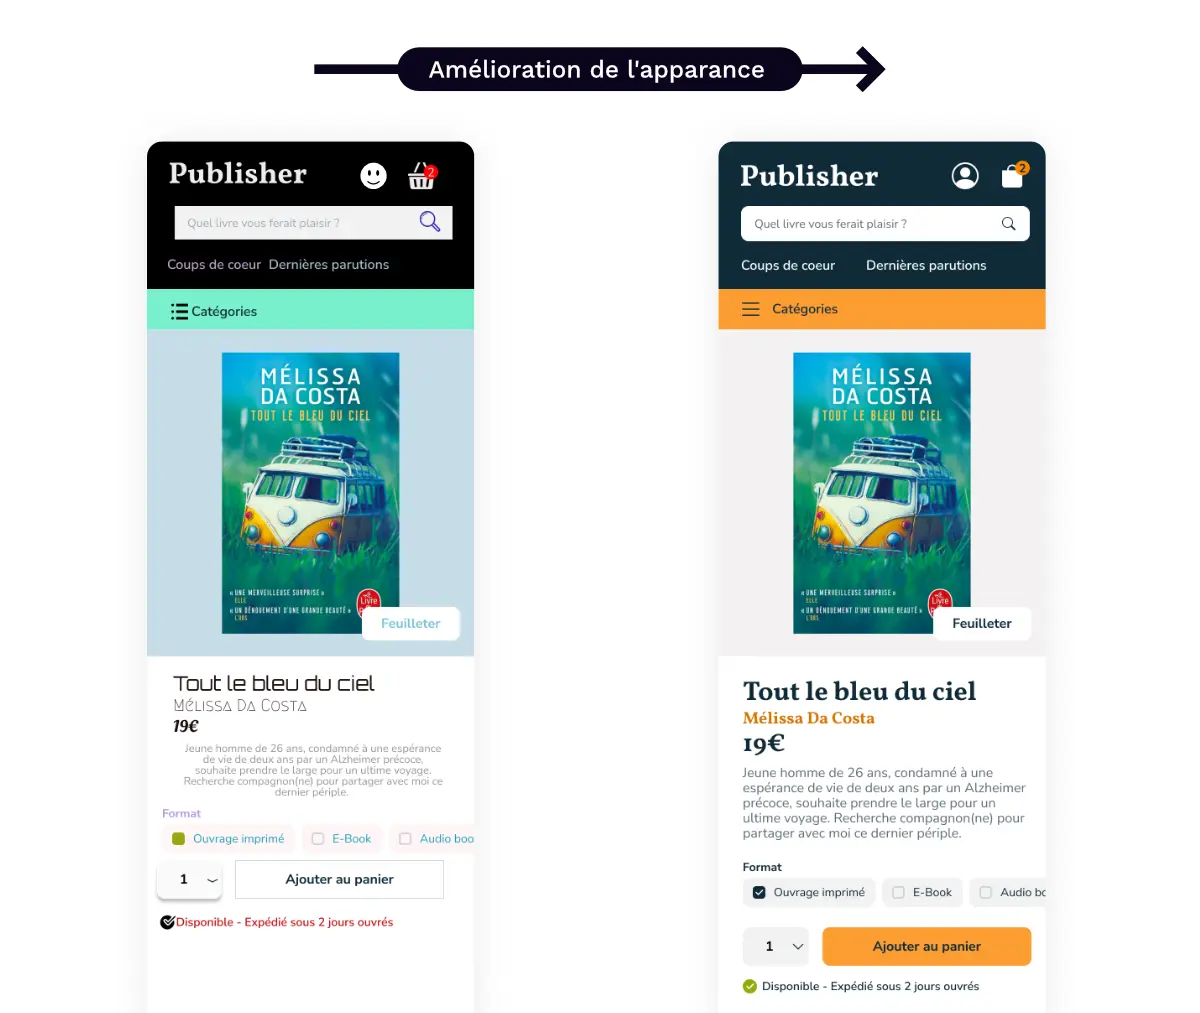 Amélioration de l'apparance
Publisher
2
Quel livre vous ferait plaisir ?
Coups de coeur Dernières parutions
Catégories
MÉLISSA
DA COSTA
TOUT LE BLEU DU CIEL
« UNE MERVEILLEUSE SURPRISE »
ELLE
« UN DÉNOUEMENT D'UNE GRANDE BEAUTÉ »
L'OBS
Le
Livre
Feuilleter
Tout le bleu du ciel
Mélissa Da Costa
19€
Jeune homme de 26 ans, condamné à une espérance
de vie de deux ans par un Alzheimer précoce,
souhaite prendre le large pour un ultime voyage.
Recherche compagnon(ne) pour partager avec moi ce
dernier périple.
Format
Ouvrage imprimé E-Book Audio boo
1 Ajouter au panier
Disponible - Expédié sous 2 jours ouvrés
Publisher
2
Quel livre vous ferait plaisir ?
Coups de coeur Dernières parutions
Catégories
MÉLISSA
DA COSTA
TOUT LE BLEU DU CIEL
« UNE MERVEILLEUSE SURPRISE »
ELLE
« UN DÉNOUEMENT D'UNE GRANDE BEAUTÉ »
L'OBS
Le
Livre
Feuilleter
Tout le bleu du ciel
Mélissa Da Costa
19€
Jeune homme de 26 ans, condamné à une
espérance de vie de deux ans par un Alzheimer
précoce, souhaite prendre le large pour un
ultime voyage. Recherche compagnon(ne) pour
partager avec moi ce dernier périple.
Format
Ouvrage imprimé E-Book Audio bo
1 Ajouter au panier
Disponible - Expédié sous 2 jours ouvrés